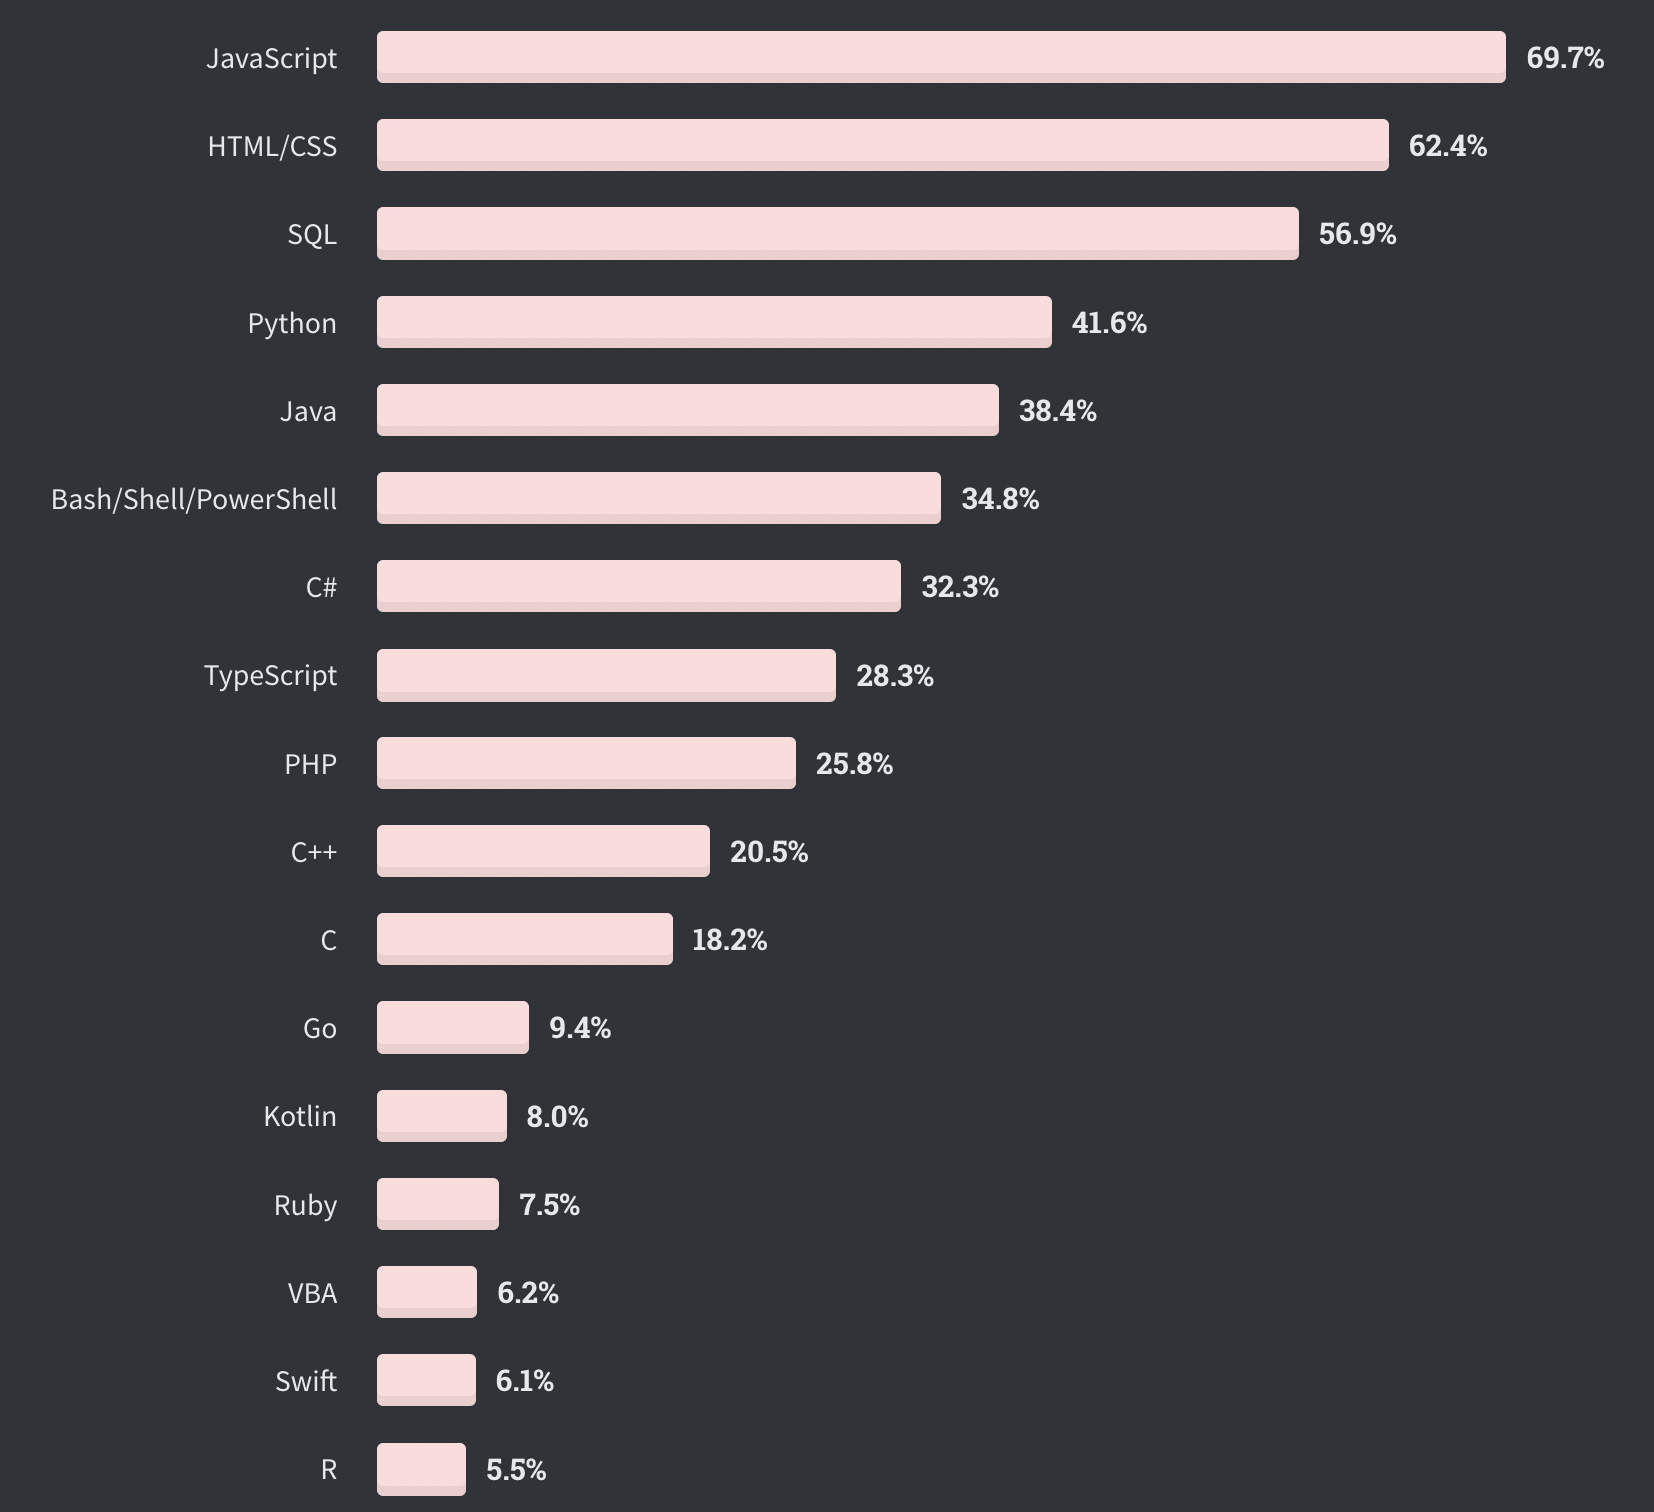 JavaScript 69.7%
HTML/CSS 62.4%
SQL 56.9%
Python 41.6%
Java 38.4%
Bash/Shell/PowerShell 34.8%
C# 32.3%
TypeScript 28.3%
PHP 25.8%
C++ 20.5%
C 18.2%
Go 9.4%
Kotlin 8.0%
Ruby 7.5%
VBA 6.2%
Swift 6.1%
R 5.5%